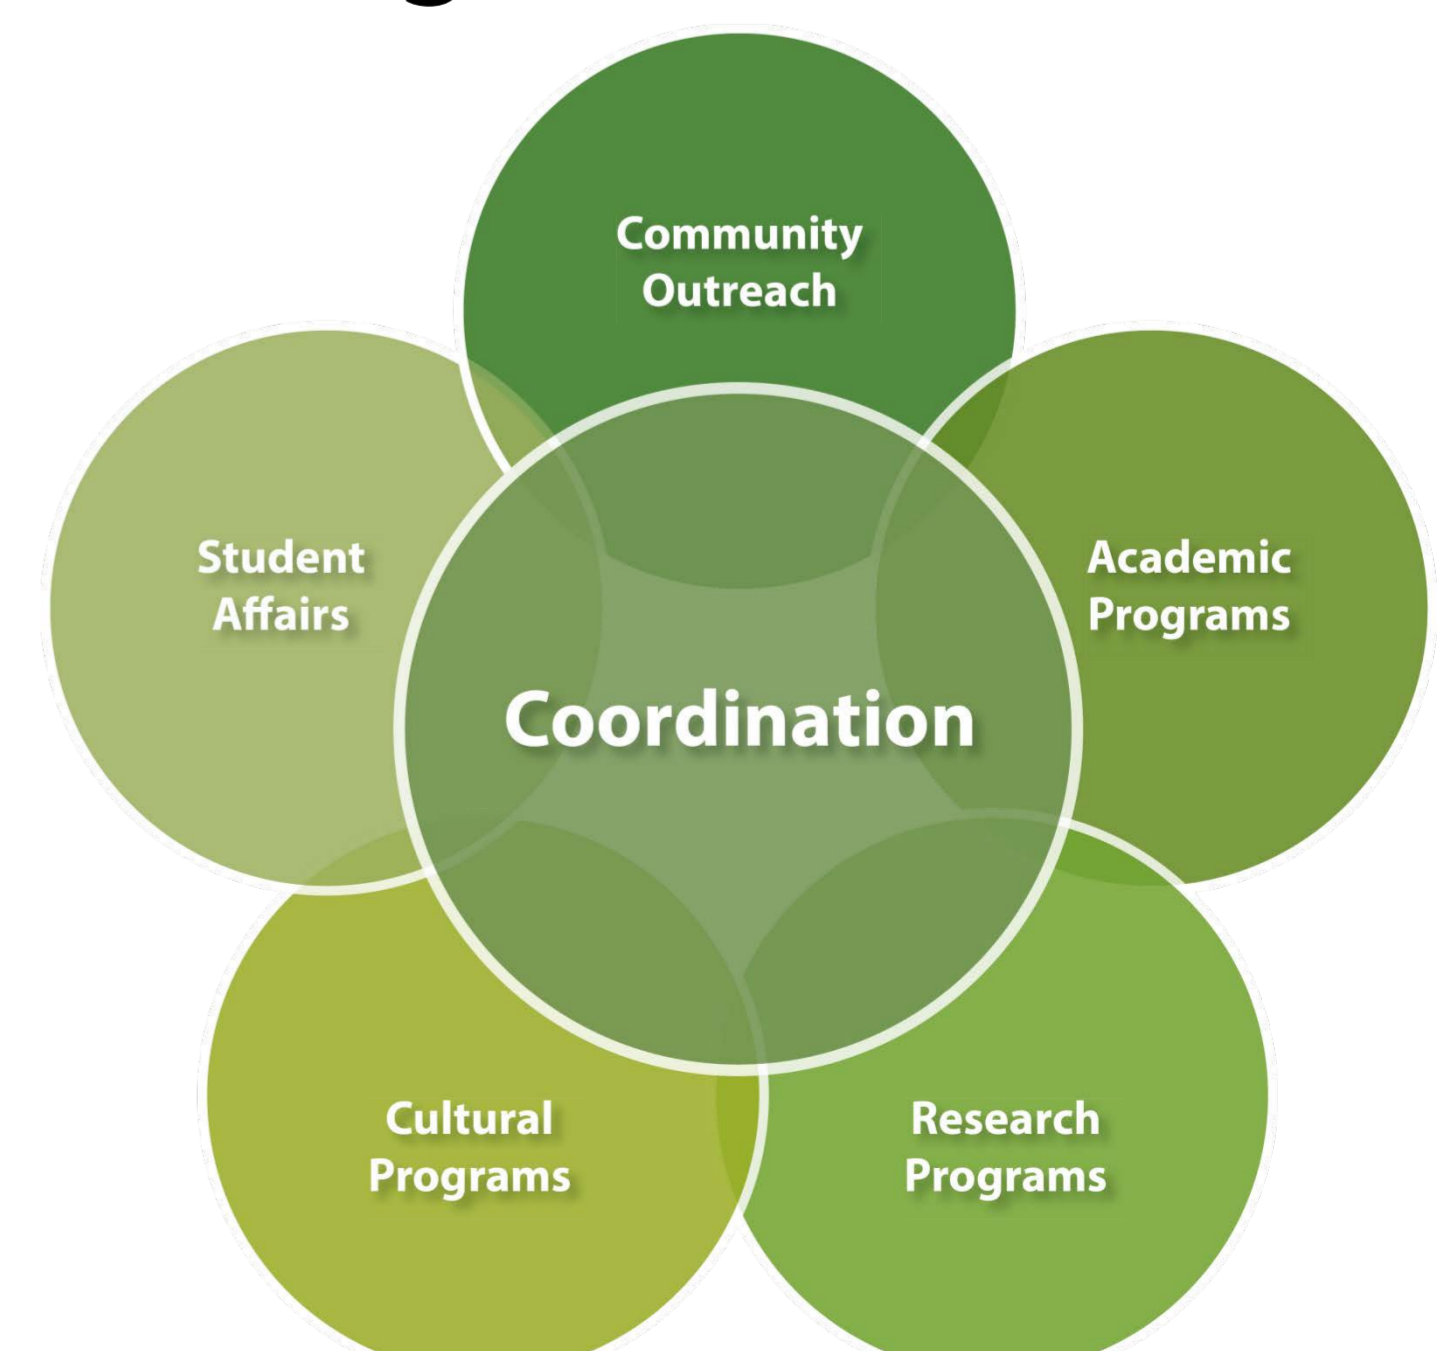 Community
Outreach
Student
Affairs
Academic
Programs
Coordination
Cultural
Programs
Research
Programs